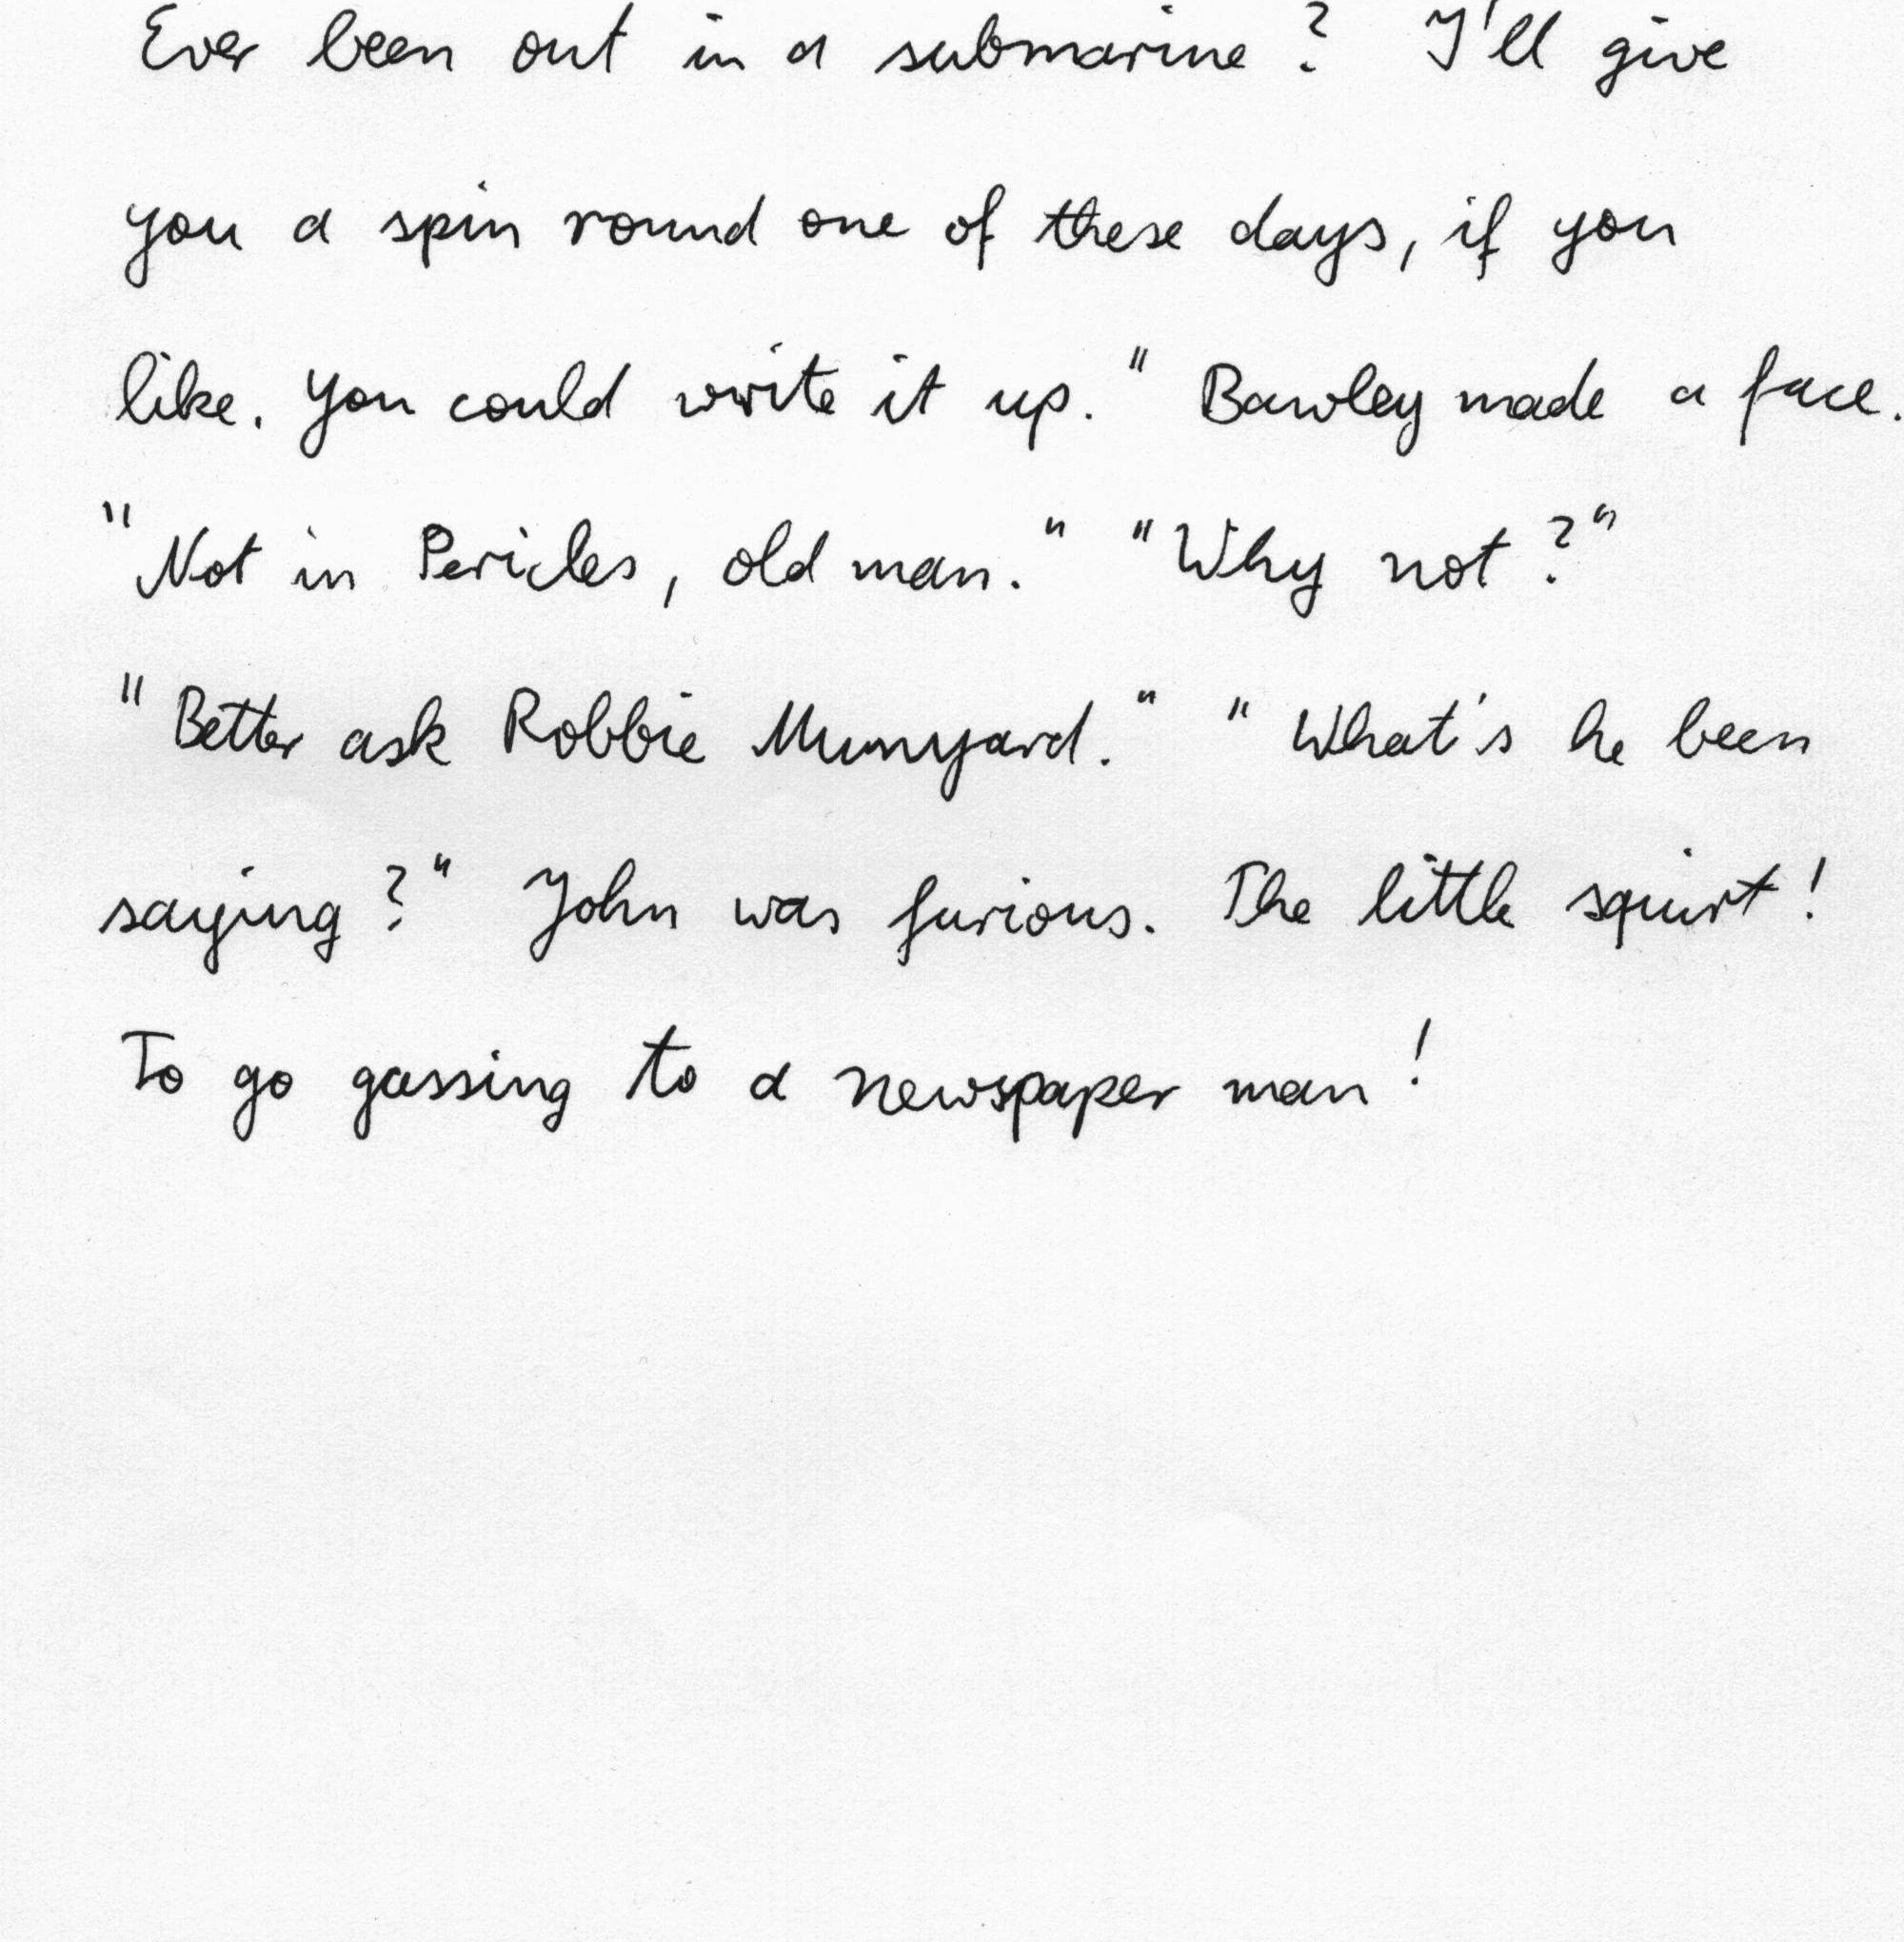 Ever been out in a submarine? I'll give
you a spin round one of these days, if you
like. You could write it up." Bawley made a face.
"Not in Pericles, old man." "Why not?"
"Better ask Robbie Munyard." "What's he been
saying?" John was furious. The little squirt!
To go gassing to a newspaper man!